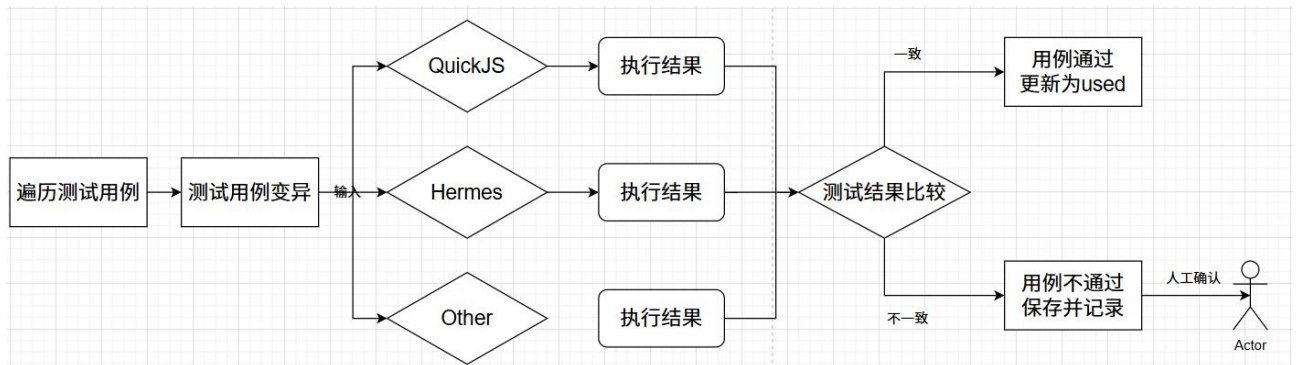 遍历测试用例
测试用例变异
输入
QuickJS
执行结果
Hermes
执行结果
Other
执行结果
测试结果比较
一致
用例通过
更新为used
不一致
用例不通过
保存并记录
人工确认
Actor